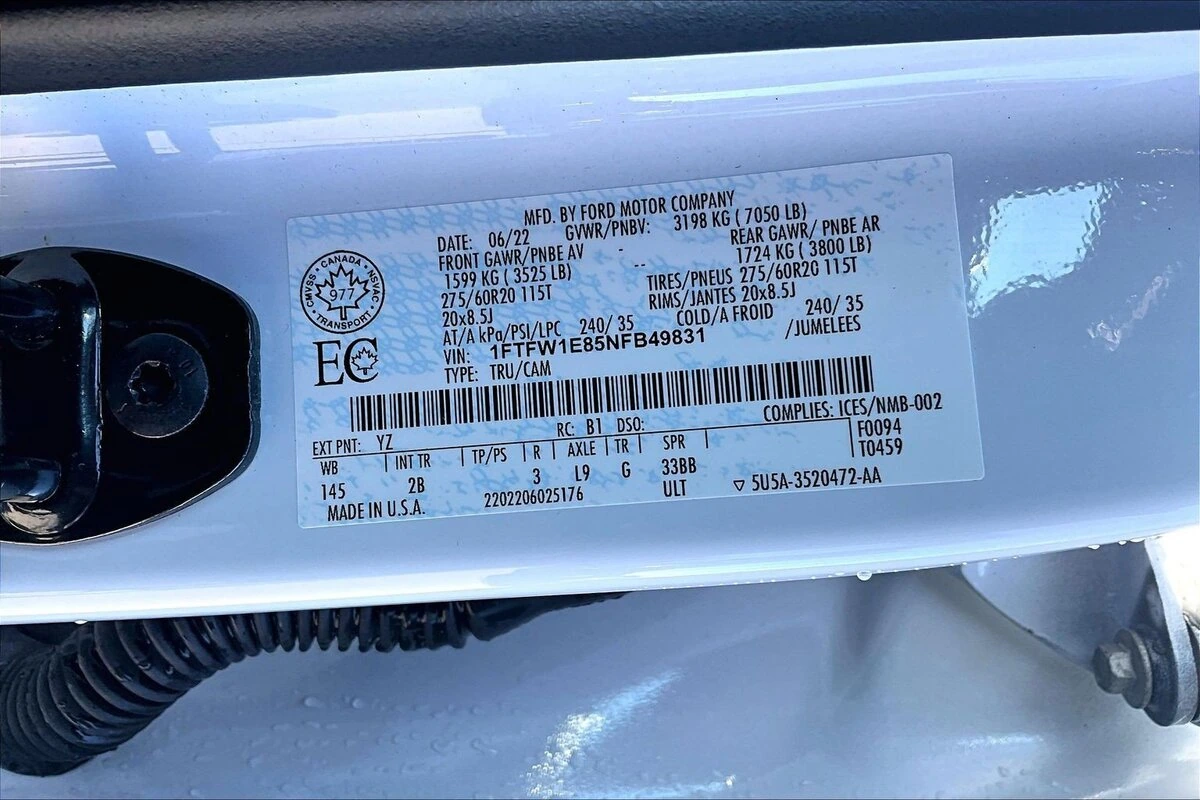 MFD. BY FORD MOTOR COMPANY
DATE: 06/22 GVWR/PNBV: 3198 KG ( 7050 LB)
FRONT GAWR/PNBE AV - REAR GAWR/ PNBE AR
1599 KG ( 3525 LB) -- 1724 KG ( 3800 LB)
275/60R20 115T TIRES/PNEUS 275/60R20 115T
20x8.5J RIMS/JANTES 20x8.5J
AT/A kPa/PSI/LPC 240/ 35 COLD/A FROID 240/ 35
VIN: 1FTFW1E85NFB49831 /JUMELEES
TYPE: TRU/CAM
CMVSS · CANADA · NSVAC · TRANSPORT
977
EC
COMPLIES: ICES/NMB-002
EXT PNT: YZ RC: B1 DSO:
WB INT TR TP/PS R AXLE TR SPR F0094
145 2B 3 L9 G 33BB T0459
MADE IN U.S.A. 2202206025176 ULT ▽ 5U5A-3520472-AA